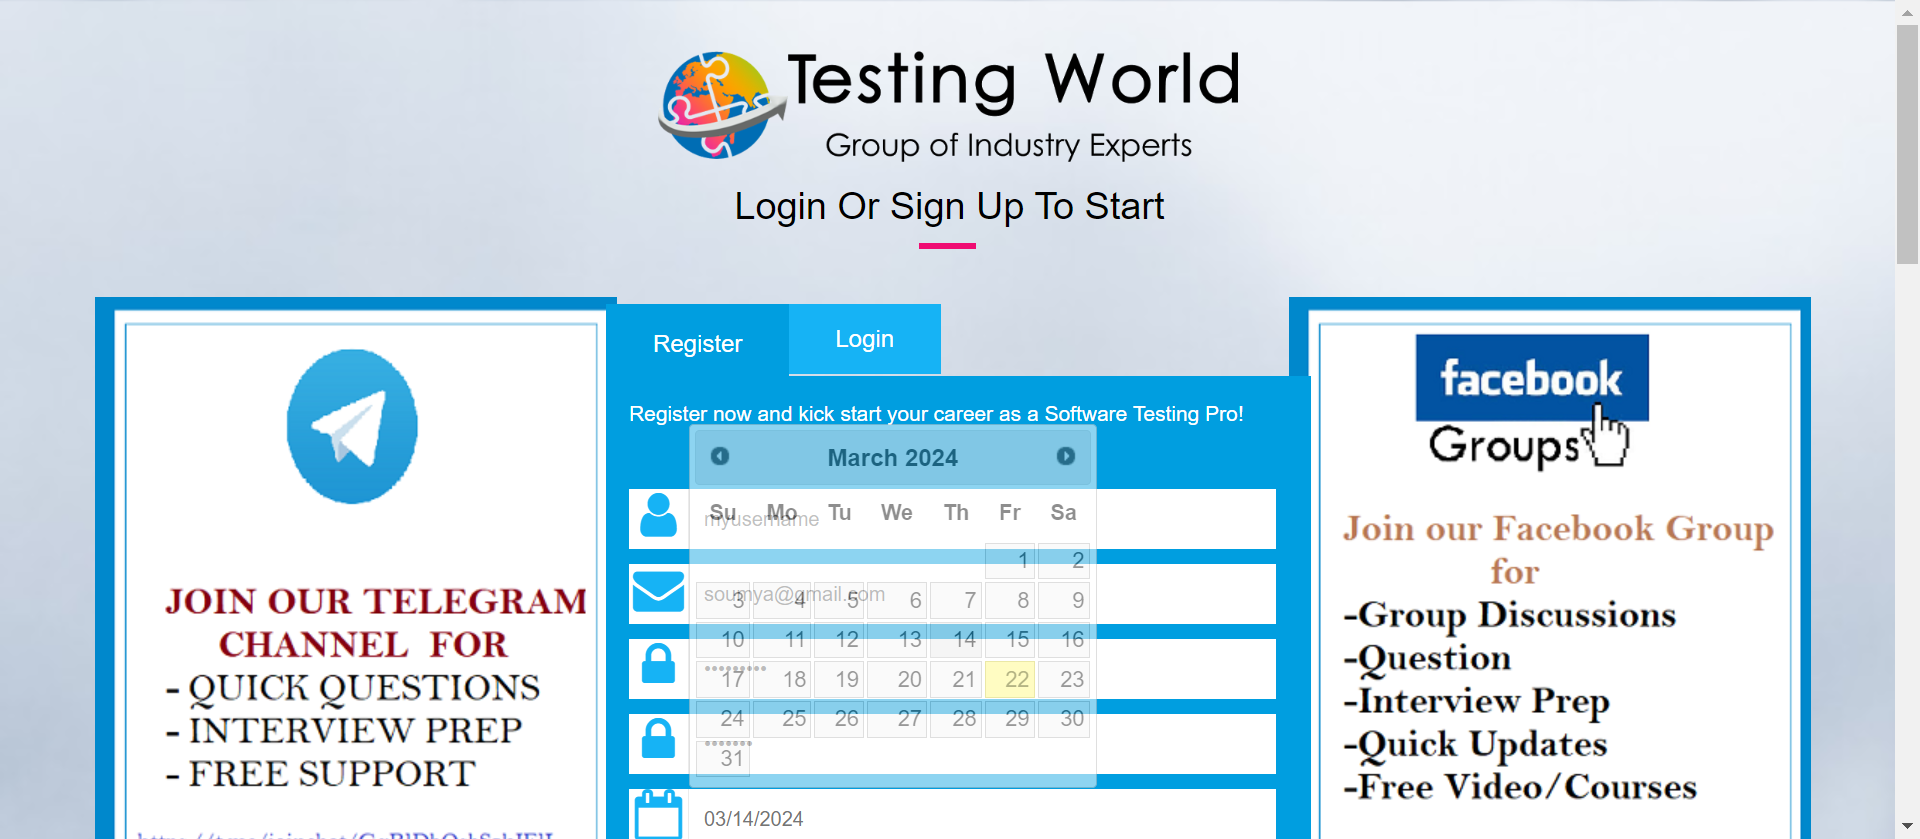 Testing World
Group of Industry Experts
Login Or Sign Up To Start
JOIN OUR TELEGRAM
CHANNEL FOR
- QUICK QUESTIONS
- INTERVIEW PREP
- FREE SUPPORT
Register
Login
Register now and kick start your career as a Software Testing Pro!
March 2024
Su Mo Tu We Th Fr Sa
myusername
1 2
soumya@gmail.com
3 4 5 6 7 8 9
10 11 12 13 14 15 16
17 18 19 20 21 22 23
24 25 26 27 28 29 30
31
03/14/2024
facebook
Groups
Join our Facebook Group
for
-Group Discussions
-Question
-Interview Prep
-Quick Updates
-Free Video/Courses